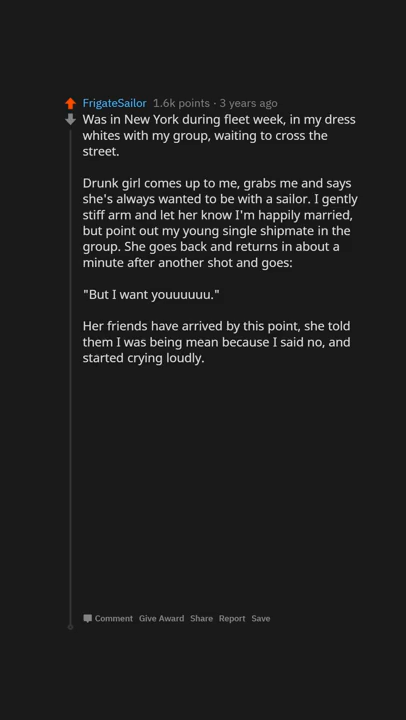 FrigateSailor 1.6k points · 3 years ago
Was in New York during fleet week, in my dress
whites with my group, waiting to cross the
street.
Drunk girl comes up to me, grabs me and says
she's always wanted to be with a sailor. I gently
stiff arm and let her know I'm happily married,
but point out my young single shipmate in the
group. She goes back and returns in about a
minute after another shot and goes:
"But I want youuuuuu."
Her friends have arrived by this point, she told
them I was being mean because I said no, and
started crying loudly.
Comment Give Award Share Report Save